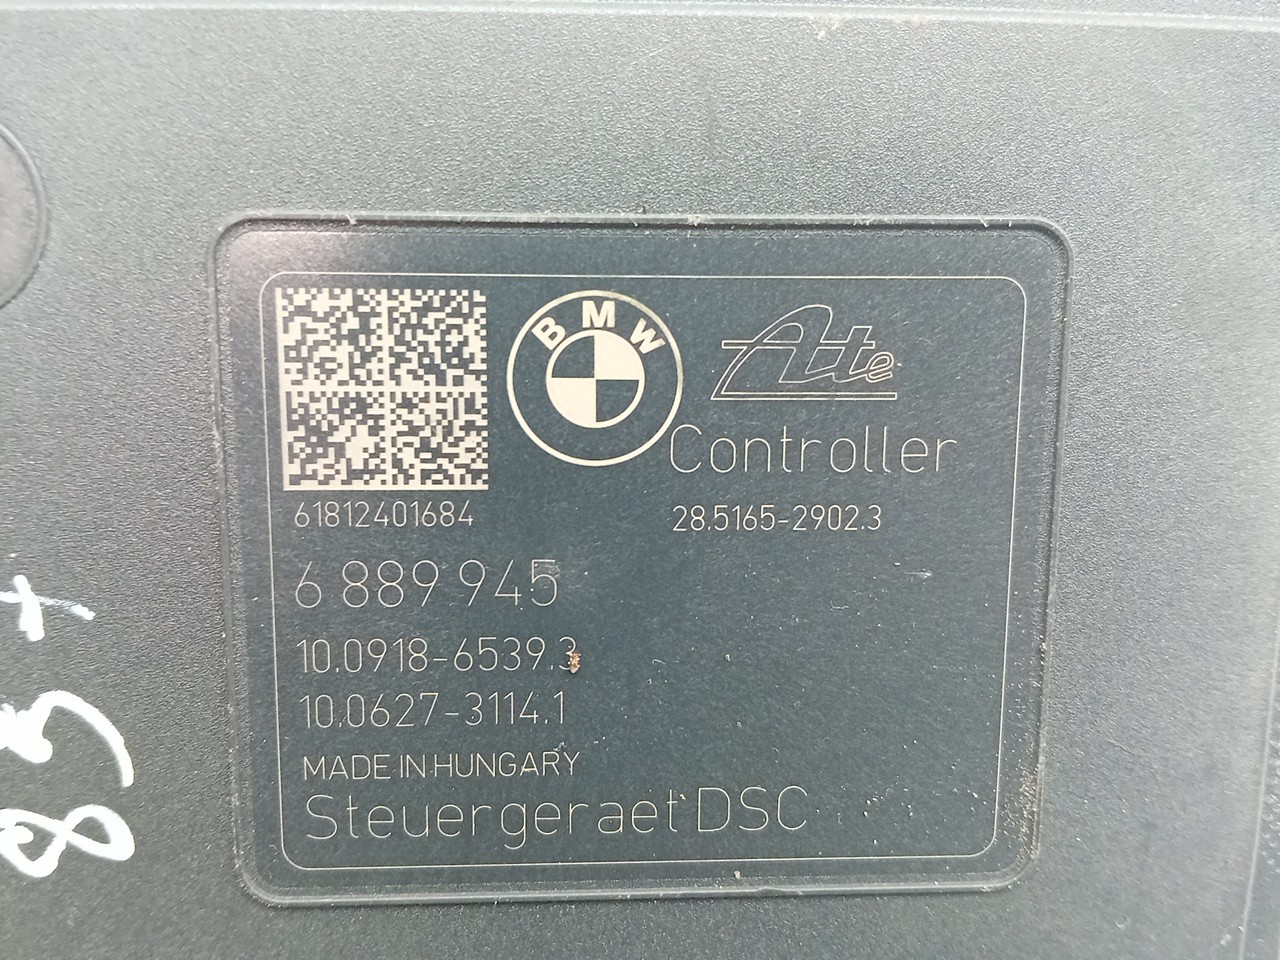 BMW
Ate
Controller
61812401684
28.5165-2902.3
6 889 945
10.0918-6539.3
10.0627-3114.1
MADE IN HUNGARY
Steuergeraet DSC